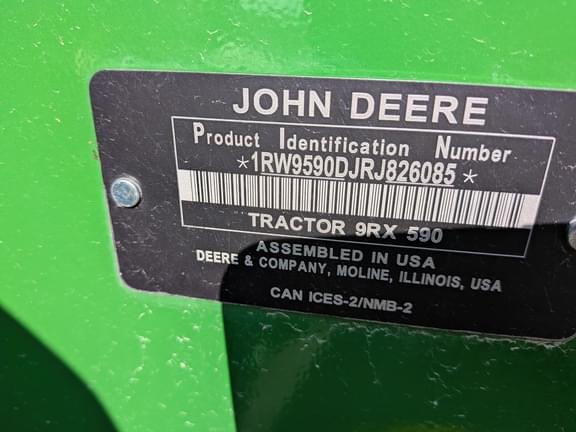 JOHN DEERE
Product Identification Number
*1RW9590DJRJ826085*
TRACTOR 9RX 590
ASSEMBLED IN USA
DEERE & COMPANY, MOLINE, ILLINOIS, USA
CAN ICES-2/NMB-2